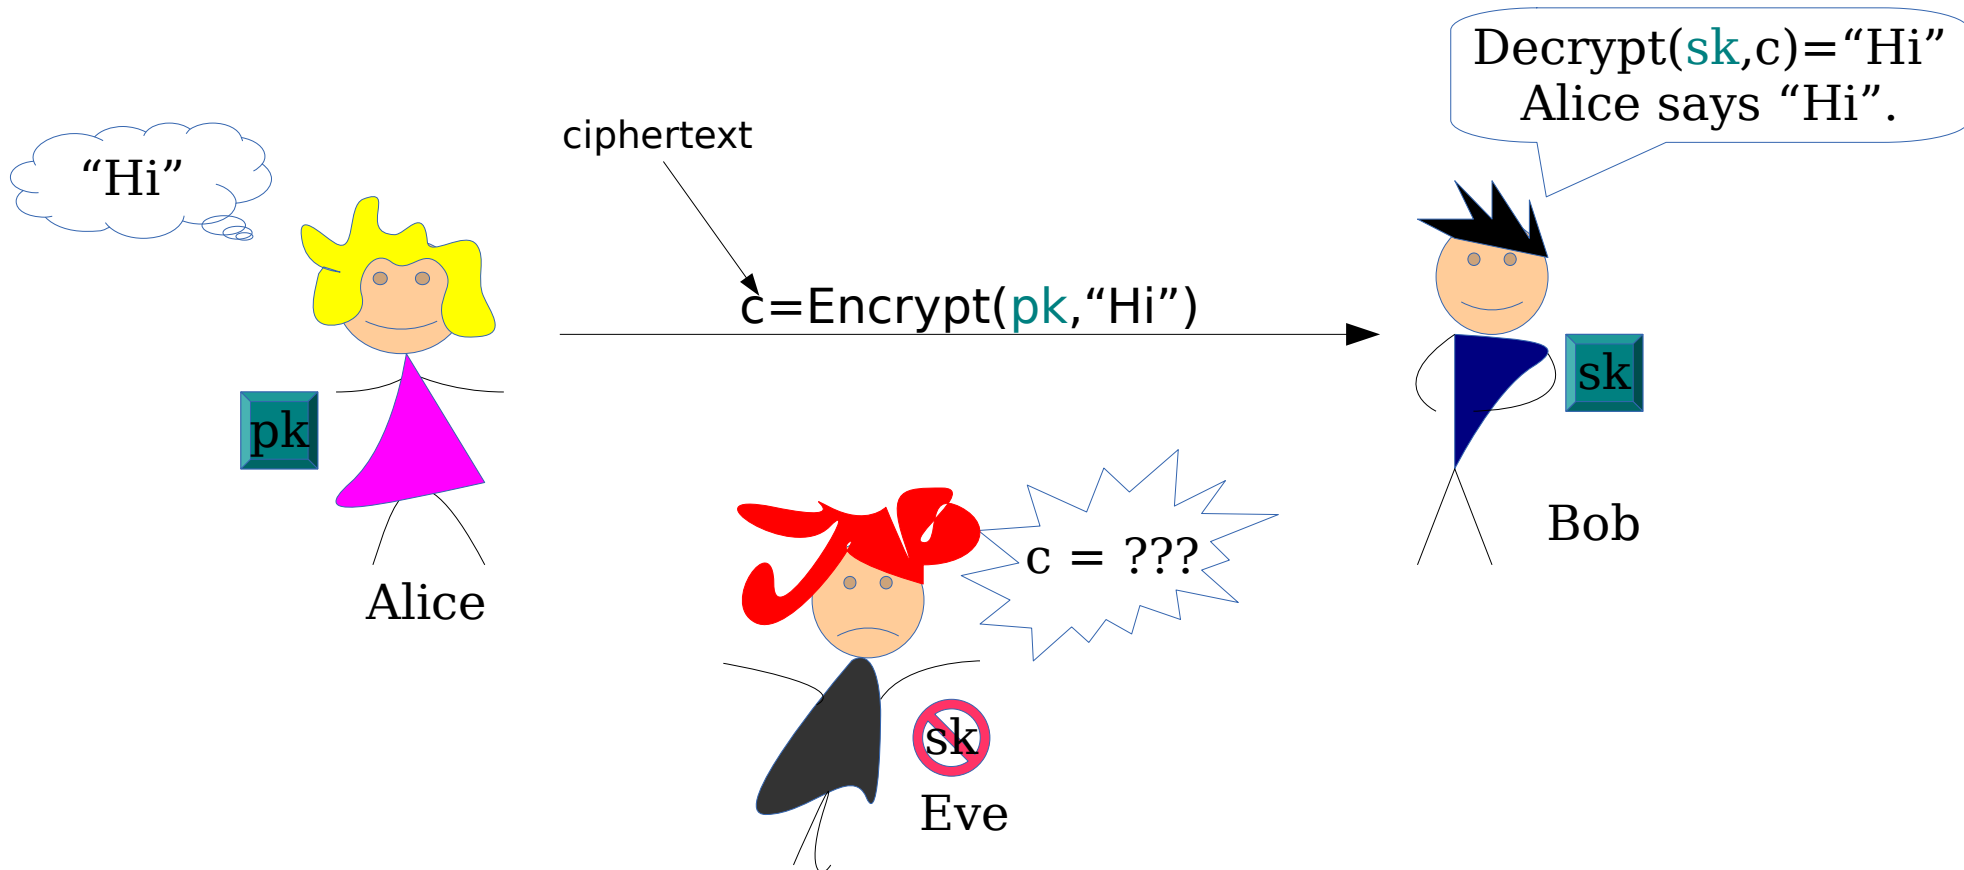 “Hi”
ciphertext
c=Encrypt(pk,“Hi”)
Decrypt(sk,c)=“Hi”
Alice says “Hi”.
pk
Alice
sk
Bob
c = ???
sk
Eve